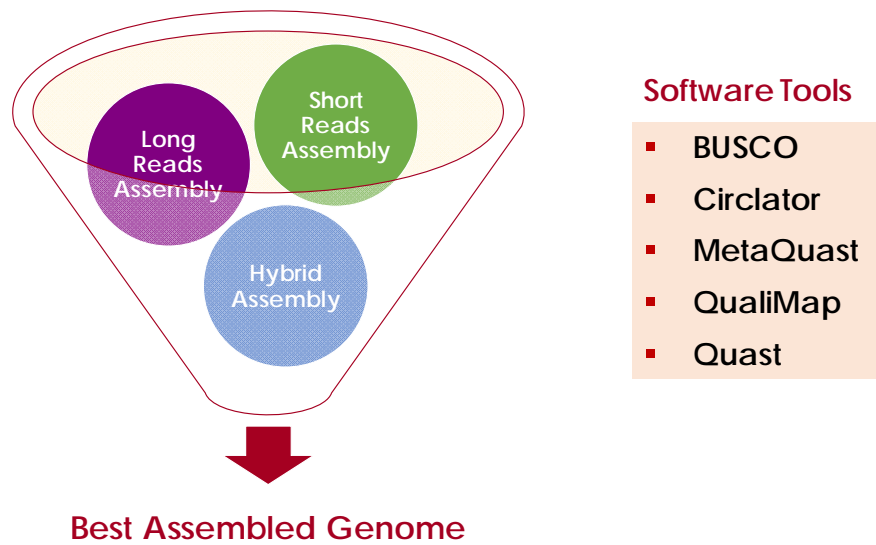 Short
Reads
Assembly
Long
Reads
Assembly
Hybrid
Assembly
Best Assembled Genome
Software Tools
▪ BUSCO
▪ Circlator
▪ MetaQuast
▪ QualiMap
▪ Quast